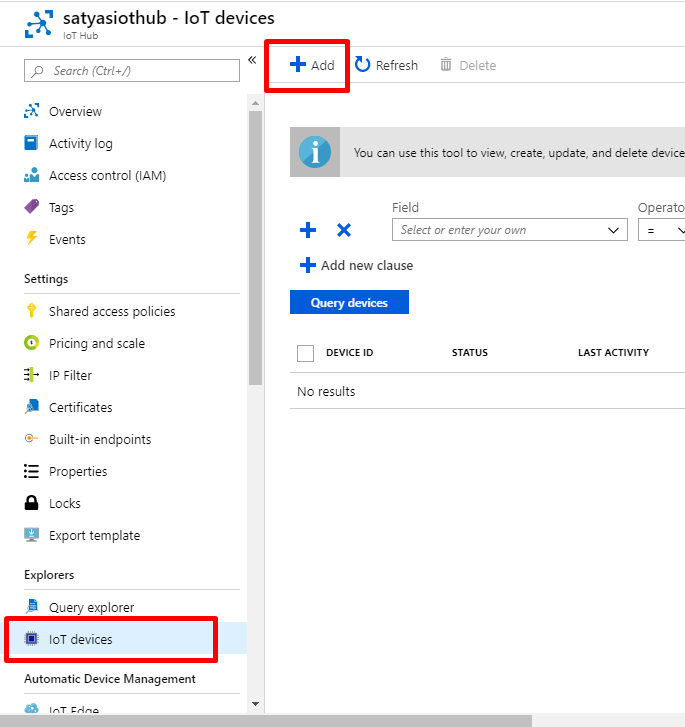 satyasiothub - IoT devices
IoT Hub
Search (Ctrl+/)
«
Add
Refresh
Delete
Overview
Activity log
Access control (IAM)
Tags
Events
Settings
Shared access policies
Pricing and scale
IP Filter
Certificates
Built-in endpoints
Properties
Locks
Export template
Explorers
Query explorer
IoT devices
Automatic Device Management
IoT Edge
You can use this tool to view, create, update, and delete device
Field
Operato
Select or enter your own
=
Add new clause
Query devices
DEVICE ID
STATUS
LAST ACTIVITY
No results